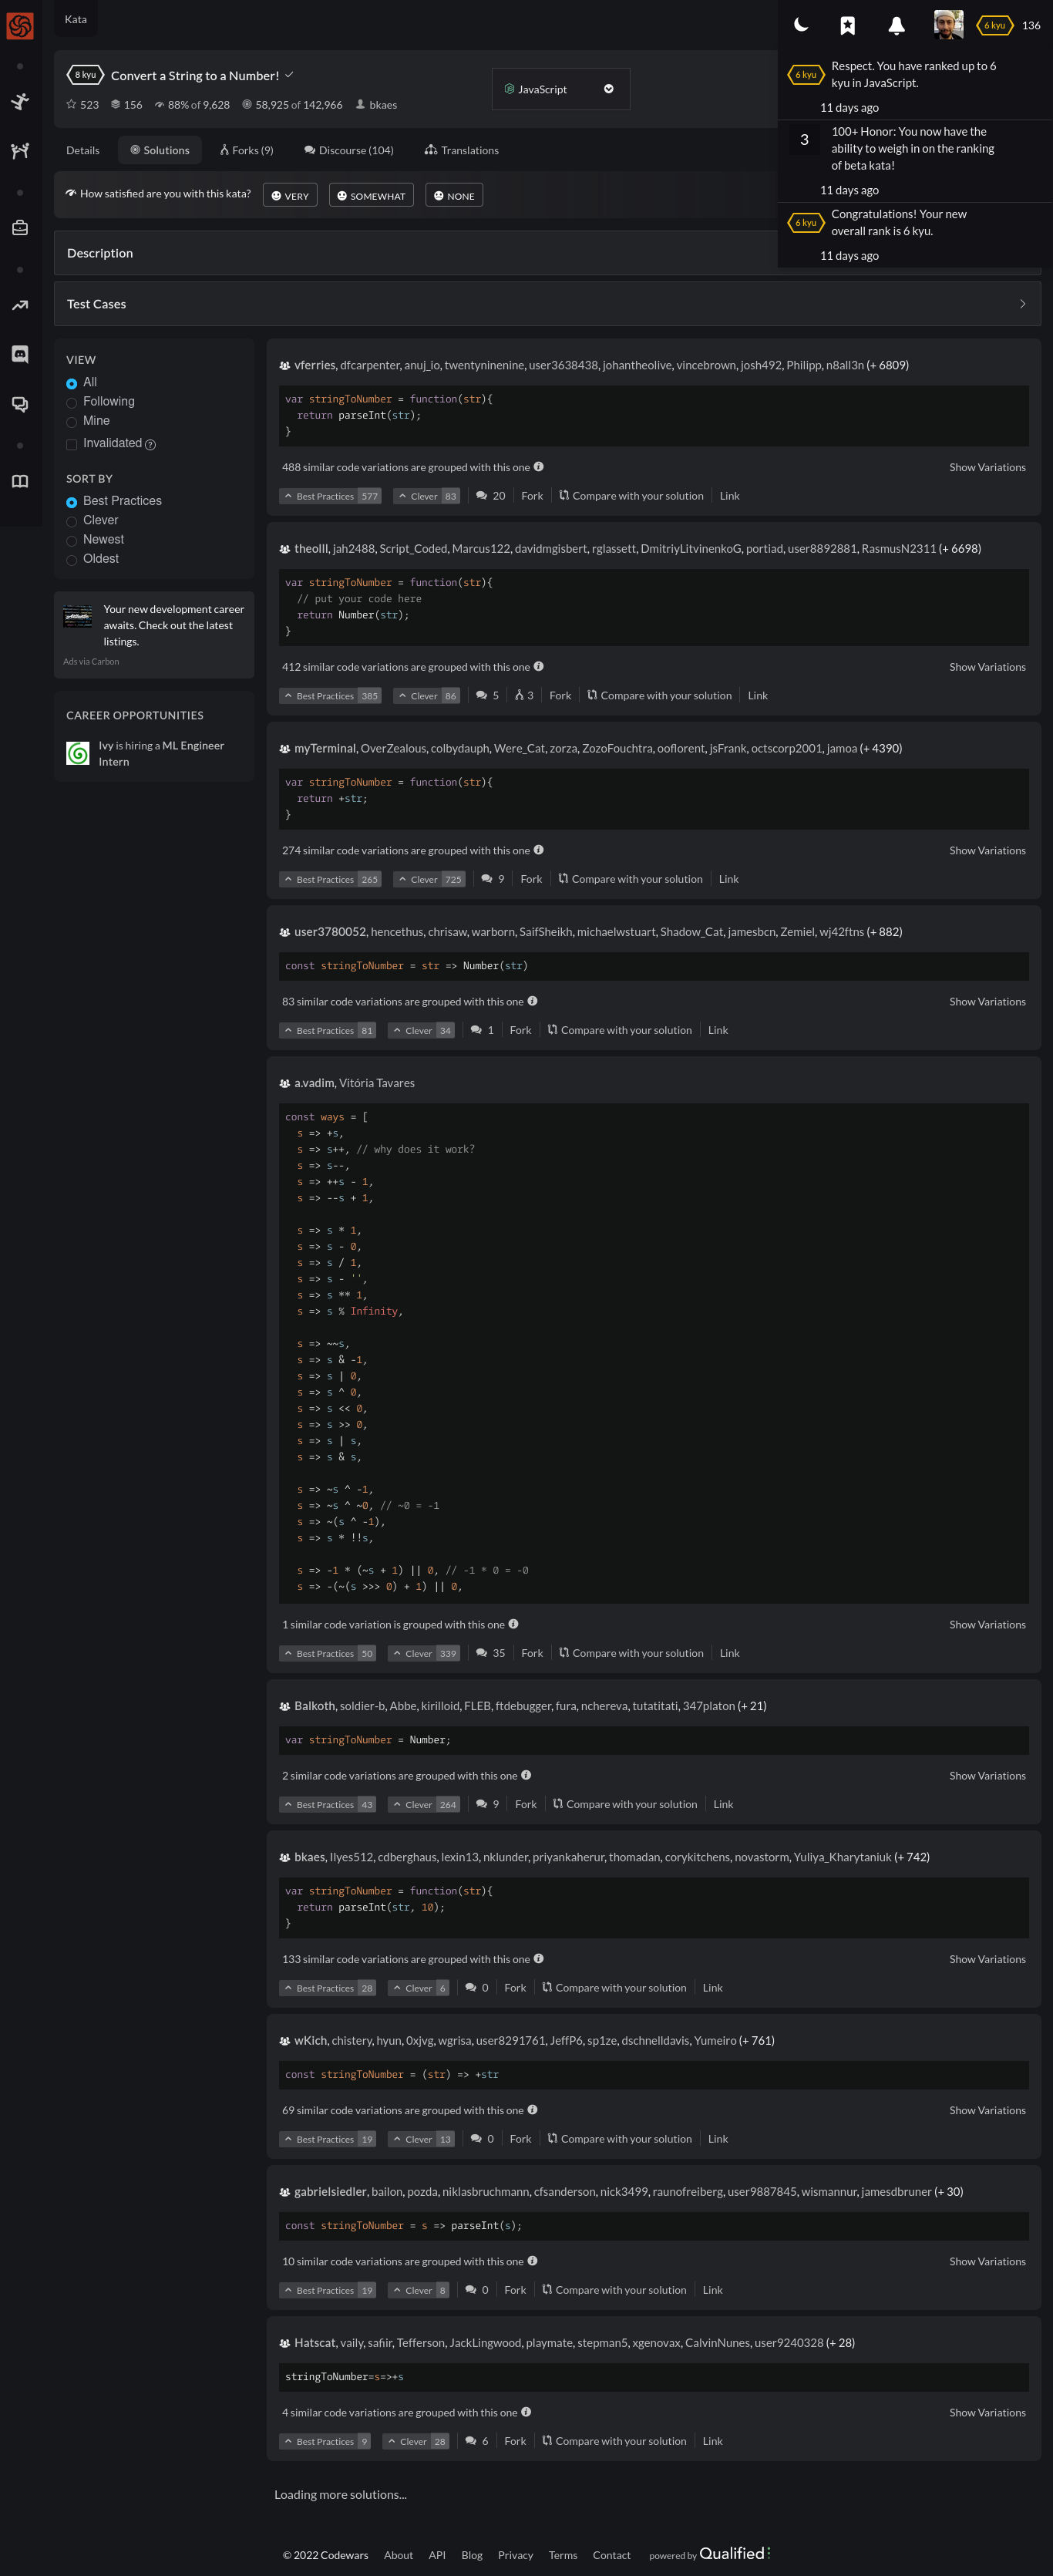 Kata
6 kyu 136
8 kyu Convert a String to a Number!
523 156 88% of 9,628 58,925 of 142,966 bkaes
JavaScript
6 kyu Respect. You have ranked up to 6
kyu in JavaScript.
11 days ago
3 100+ Honor: You now have the
ability to weigh in on the ranking
of beta kata!
11 days ago
6 kyu Congratulations! Your new
overall rank is 6 kyu.
11 days ago
Details Solutions Forks (9) Discourse (104) Translations
How satisfied are you with this kata? VERY SOMEWHAT NONE
Description
Test Cases
VIEW
All
Following
Mine
Invalidated
SORT BY
Best Practices
Clever
Newest
Oldest
Your new development career
awaits. Check out the latest
listings.
Ads via Carbon
CAREER OPPORTUNITIES
Ivy is hiring a ML Engineer
Intern
vferries, dfcarpenter, anuj_io, twentyninenine, user3638438, johantheolive, vincebrown, josh492, Philipp, n8all3n (+ 6809)
var stringToNumber = function(str){
return parseInt(str);
}
488 similar code variations are grouped with this one Show Variations
Best Practices 577 Clever 83 20 Fork Compare with your solution Link
theolll, jah2488, Script_Coded, Marcus122, davidmgisbert, rglassett, DmitriyLitvinenkoG, portiad, user8892881, RasmusN2311 (+ 6698)
var stringToNumber = function(str){
// put your code here
return Number(str);
}
412 similar code variations are grouped with this one Show Variations
Best Practices 385 Clever 86 5 3 Fork Compare with your solution Link
myTerminal, OverZealous, colbydauph, Were_Cat, zorza, ZozoFouchtra, ooflorent, jsFrank, octscorp2001, jamoa (+ 4390)
var stringToNumber = function(str){
return +str;
}
274 similar code variations are grouped with this one Show Variations
Best Practices 265 Clever 725 9 Fork Compare with your solution Link
user3780052, hencethus, chrisaw, warborn, SaifSheikh, michaelwstuart, Shadow_Cat, jamesbcn, Zemiel, wj42ftns (+ 882)
const stringToNumber = str => Number(str)
83 similar code variations are grouped with this one Show Variations
Best Practices 81 Clever 34 1 Fork Compare with your solution Link
a.vadim, Vitória Tavares
const ways = [
s => +s,
s => s++, // why does it work?
s => s--,
s => ++s - 1,
s => --s + 1,
s => s * 1,
s => s - 0,
s => s / 1,
s => s - '',
s => s ** 1,
s => s % Infinity,
s => ~~s,
s => s & -1,
s => s | 0,
s => s ^ 0,
s => s << 0,
s => s >> 0,
s => s | s,
s => s & s,
s => ~s ^ -1,
s => ~s ^ ~0, // ~0 = -1
s => ~(s ^ -1),
s => s * !!s,
s => -1 * (~s + 1) || 0, // -1 * 0 = -0
s => -(~(s >>> 0) + 1) || 0,
1 similar code variation is grouped with this one Show Variations
Best Practices 50 Clever 339 35 Fork Compare with your solution Link
Balkoth, soldier-b, Abbe, kirilloid, FLEB, ftdebugger, fura, nchereva, tutatitati, 347platon (+ 21)
var stringToNumber = Number;
2 similar code variations are grouped with this one Show Variations
Best Practices 43 Clever 264 9 Fork Compare with your solution Link
bkaes, Ilyes512, cdberghaus, lexin13, nklunder, priyankaherur, thomadan, corykitchens, novastorm, Yuliya_Kharytaniuk (+ 742)
var stringToNumber = function(str){
return parseInt(str, 10);
}
133 similar code variations are grouped with this one Show Variations
Best Practices 28 Clever 6 0 Fork Compare with your solution Link
wKich, chistery, hyun, 0xjvg, wgrisa, user8291761, JeffP6, sp1ze, dschnelldavis, Yumeiro (+ 761)
const stringToNumber = (str) => +str
69 similar code variations are grouped with this one Show Variations
Best Practices 19 Clever 13 0 Fork Compare with your solution Link
gabrielsiedler, bailon, pozda, niklasbruchmann, cfsanderson, nick3499, raunofreiberg, user9887845, wismannur, jamesdbruner (+ 30)
const stringToNumber = s => parseInt(s);
10 similar code variations are grouped with this one Show Variations
Best Practices 19 Clever 8 0 Fork Compare with your solution Link
Hatscat, vaily, safiir, Tefferson, JackLingwood, playmate, stepman5, xgenovax, CalvinNunes, user9240328 (+ 28)
stringToNumber=s=>+s
4 similar code variations are grouped with this one Show Variations
Best Practices 9 Clever 28 6 Fork Compare with your solution Link
Loading more solutions...
© 2022 Codewars About API Blog Privacy Terms Contact powered by Qualified